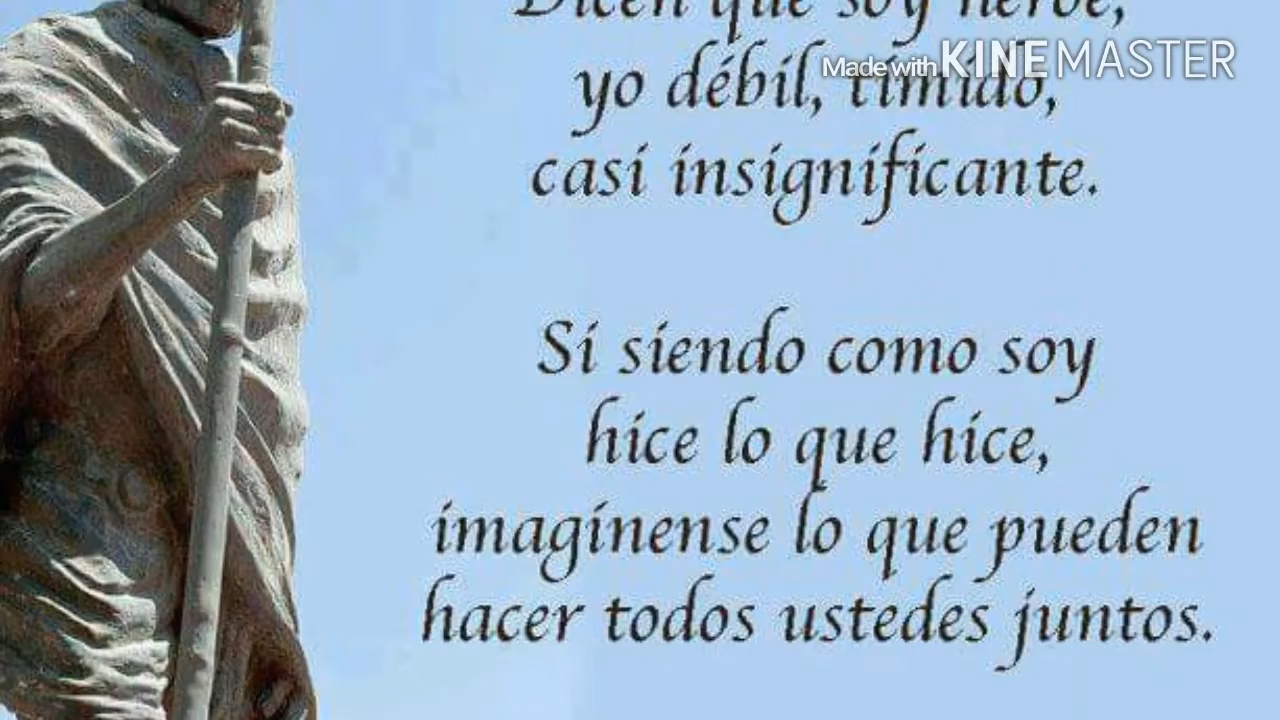 Dicen que soy héroe,
Made with KINEMASTER
yo débil, tímido,
casi insignificante.
Si siendo como soy
hice lo que hice,
imagínense lo que pueden
hacer todos ustedes juntos.